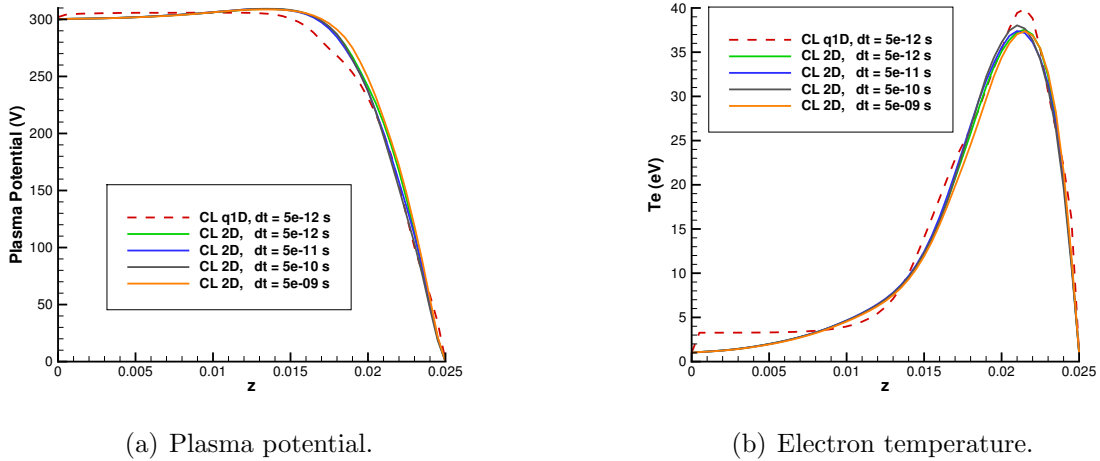 300
250
200
150
100
50
0
Plasma Potential (V)
CL q1D, dt = 5e-12 s
CL 2D, dt = 5e-12 s
CL 2D, dt = 5e-11 s
CL 2D, dt = 5e-10 s
CL 2D, dt = 5e-09 s
0 0.005 0.01 0.015 0.02 0.025
z
(a) Plasma potential.
40
35
30
25
20
15
10
5
0
Te (eV)
CL q1D, dt = 5e-12 s
CL 2D, dt = 5e-12 s
CL 2D, dt = 5e-11 s
CL 2D, dt = 5e-10 s
CL 2D, dt = 5e-09 s
0 0.005 0.01 0.015 0.02 0.025
z
(b) Electron temperature.